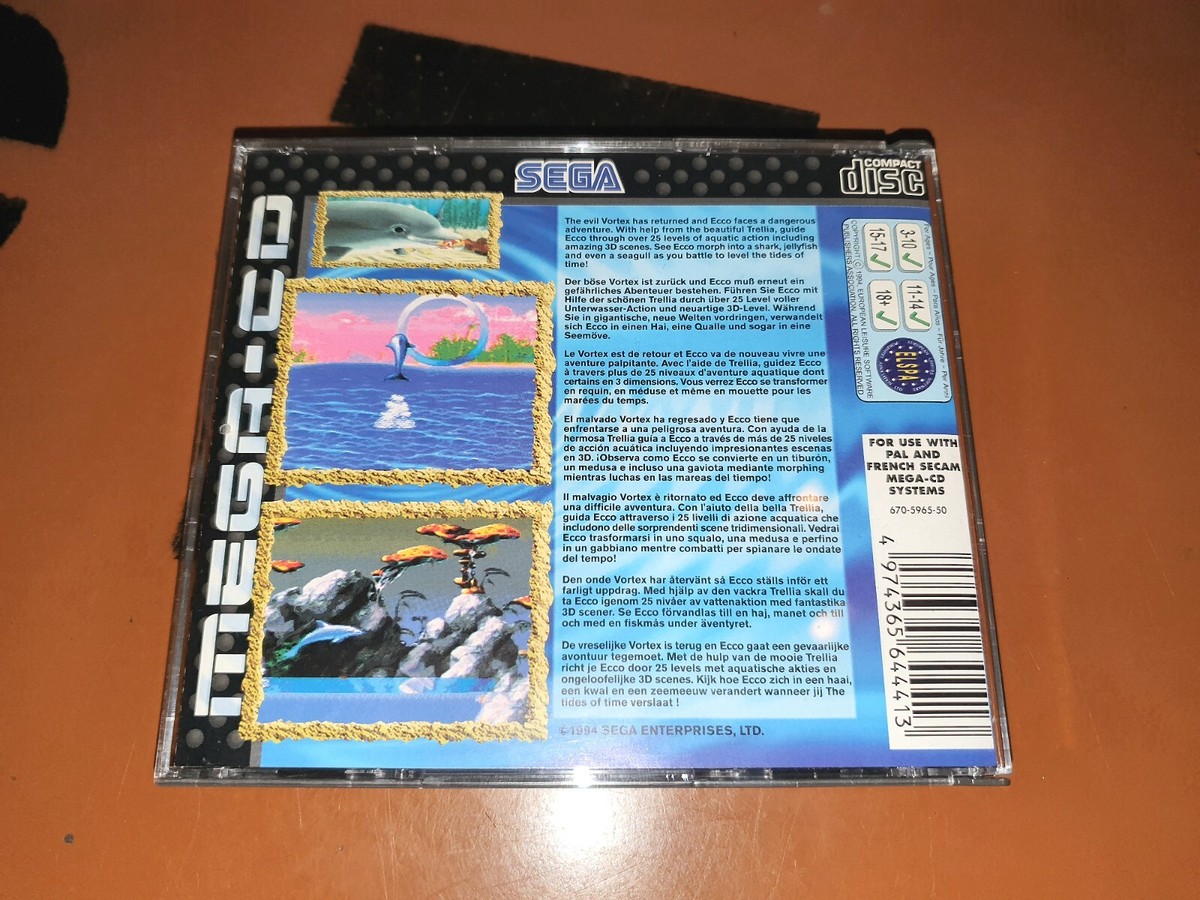 SEGA
COMPACT
disc
MEGA-CD
The evil Vortex has returned and Ecco faces a dangerous
adventure. With help from the beautiful Trellia, guide
Ecco through over 25 levels of aquatic action including
amazing 3D scenes. See Ecco morph into a shark, jellyfish
and even a seagull as you battle to level the tides of
time!
Der böse Vortex ist zurück und Ecco muß erneut ein
gefährliches Abenteuer bestehen. Führen Sie Ecco mit
Hilfe der schönen Trellia durch über 25 Level voller
Unterwasser-Action und neuartige 3D-Level. Während
Sie in gigantische, neue Welten vordringen, verwandelt
sich Ecco in einen Hai, eine Qualle und sogar in eine
Seemöve.
Le Vortex est de retour et Ecco va de nouveau vivre une
aventure palpitante. Avec l'aide de Trellia, guidez Ecco
à travers plus de 25 niveaux d'aventure aquatique dont
certains en 3 dimensions. Vous verrez Ecco se transformer
en requin, en méduse et même en mouette pour les
marées du temps.
El malvado Vortex ha regresado y Ecco tiene que
enfrentarse a una peligrosa aventura. Con ayuda de la
hermosa Trellia guía a Ecco a través de más de 25 niveles
de acción acuática incluyendo impresionantes escenas
en 3D. ¡Observa como Ecco se convierte en un tiburón,
un medusa e incluso una gaviota mediante morphing
mientras luchas en las mareas del tiempo!
Il malvagio Vortex è ritornato ed Ecco deve affrontare
una difficile avventura. Con l'aiuto della bella Trellia,
guida Ecco attraverso i 25 livelli di azione acquatica che
includono delle sorprendenti scene tridimensionali. Vedrai
Ecco trasformarsi in uno squalo, una medusa e perfino
in un gabbiano mentre combatti per spianare le ondate
del tempo!
Den onde Vortex har återvänt så Ecco ställs inför ett
farligt uppdrag. Med hjälp av den vackra Trellia skall du
ta Ecco igenom 25 nivåer av vattenaktion med fantastika
3D scener. Se Ecco förvandlas till en haj, manet och till
och med en fiskmås under äventyret.
De vreselijke Vortex is terug en Ecco gaat een gevaarlijke
avontuur tegemoet. Met de hulp van de mooie Trellia
richt je Ecco door 25 levels met aquatische akties en
ongeloofelijke 3D scenes. Kijk hoe Ecco zich in een haai,
een kwal en een zeemeeuw verandert wanneer jij The
tides of time verslaat !
©1994 SEGA ENTERPRISES, LTD.
For Ages - Pour Ages - Para Años - Für Jahre - Per Anni
3-10
11-14
15-17
18+
ELSPA
COPYRIGHT © 1994, EUROPEAN LEISURE SOFTWARE
PUBLISHERS ASSOCIATION. ALL RIGHTS RESERVED
FOR USE WITH
PAL AND
FRENCH SECAM
MEGA-CD
SYSTEMS
670-5965-50
4 974365 644413